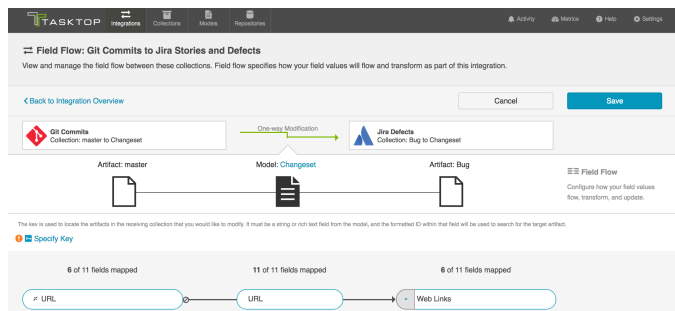 TASKTOP
Integrations
Collections
Models
Repositories
Activity
Metrics
Help
Settings
Field Flow: Git Commits to Jira Stories and Defects
View and manage the field flow between these collections. Field flow specifies how your field values will flow and transform as part of this integration.
Back to Integration Overview
Cancel
Save
Git Commits
Collection: master to Changeset
One-way Modification
Jira Defects
Collection: Bug to Changeset
Artifact: master
Model: Changeset
Artifact: Bug
Field Flow
Configure how your field values
flow, transform, and update.
The key is used to locate the artifacts in the receiving collection that you would like to modify. It must be a string or rich text field from the model, and the formatted ID within that field will be used to search for the target artifact.
Specify Key
6 of 11 fields mapped
11 of 11 fields mapped
6 of 11 fields mapped
URL
URL
Web Links